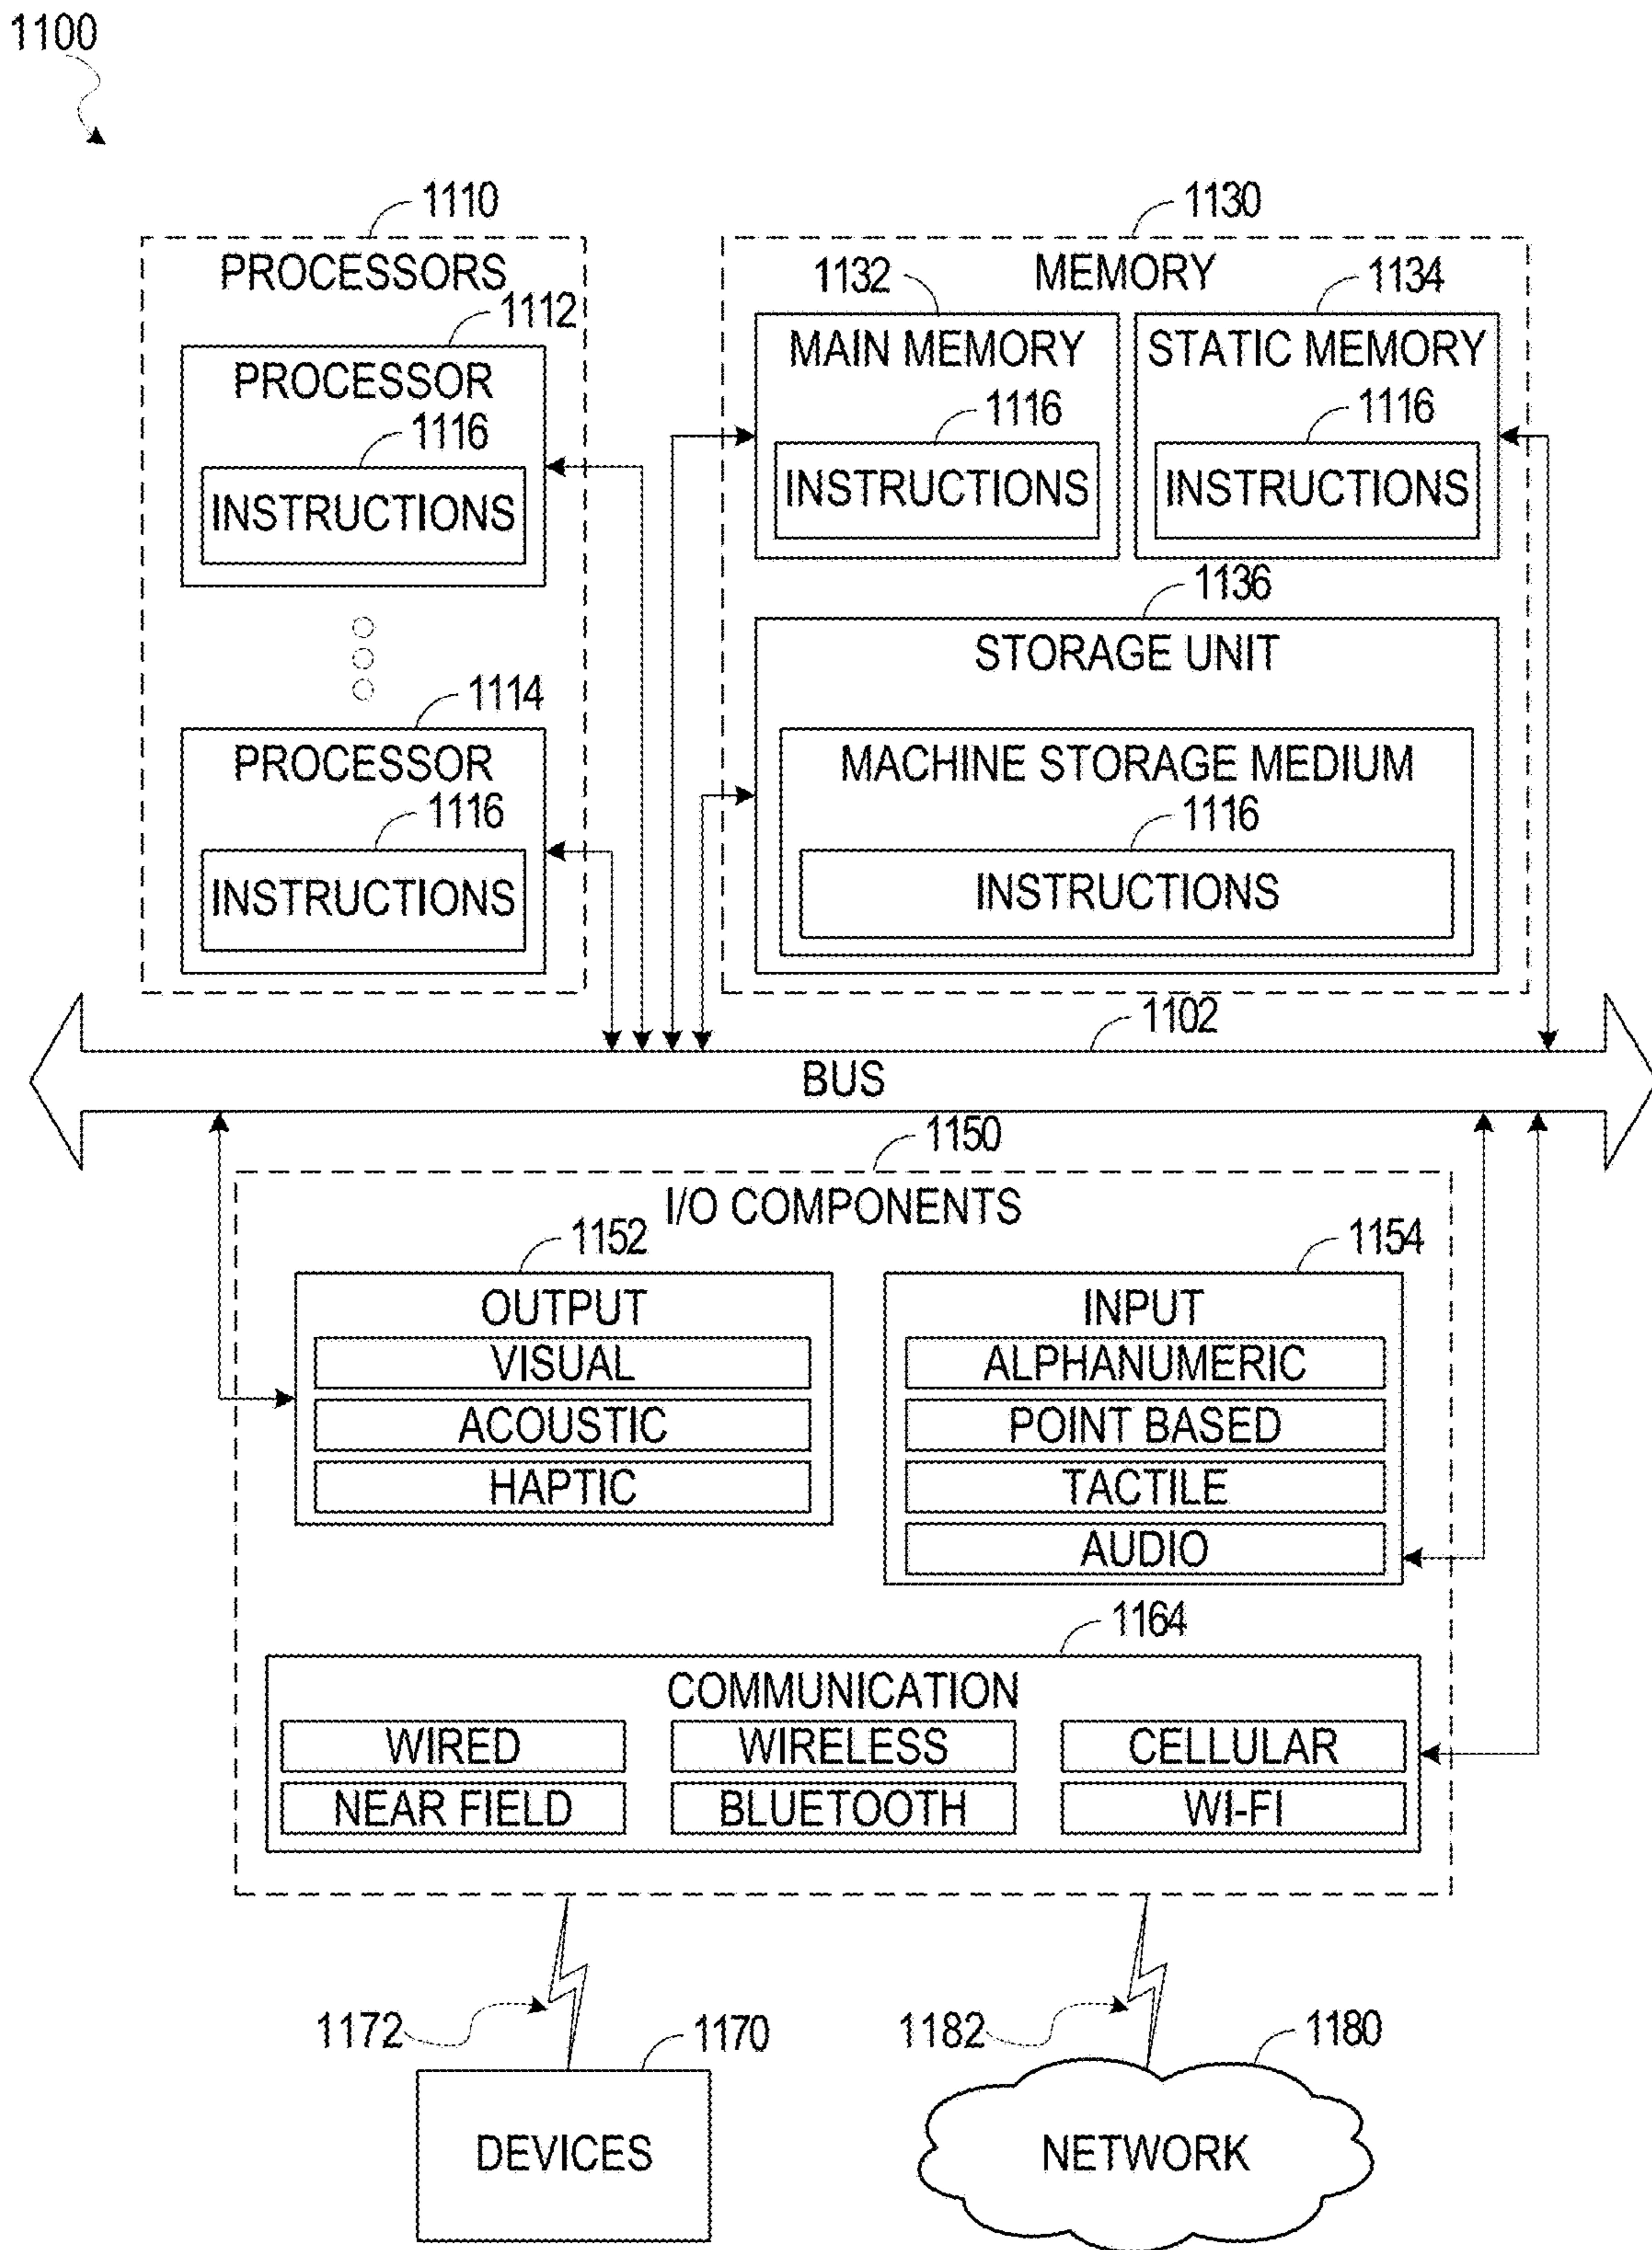 1100
1110
PROCESSORS
1112
PROCESSOR
1116
INSTRUCTIONS
1114
PROCESSOR
1116
INSTRUCTIONS
1130
MEMORY
1132
MAIN MEMORY
1116
INSTRUCTIONS
1134
STATIC MEMORY
1116
INSTRUCTIONS
1136
STORAGE UNIT
MACHINE STORAGE MEDIUM
1116
INSTRUCTIONS
1102
BUS
1150
I/O COMPONENTS
1152
OUTPUT
VISUAL
ACOUSTIC
HAPTIC
1154
INPUT
ALPHANUMERIC
POINT BASED
TACTILE
AUDIO
1164
COMMUNICATION
WIRED
WIRELESS
CELLULAR
NEAR FIELD
BLUETOOTH
WI-FI
1172
1170
DEVICES
1182
1180
NETWORK